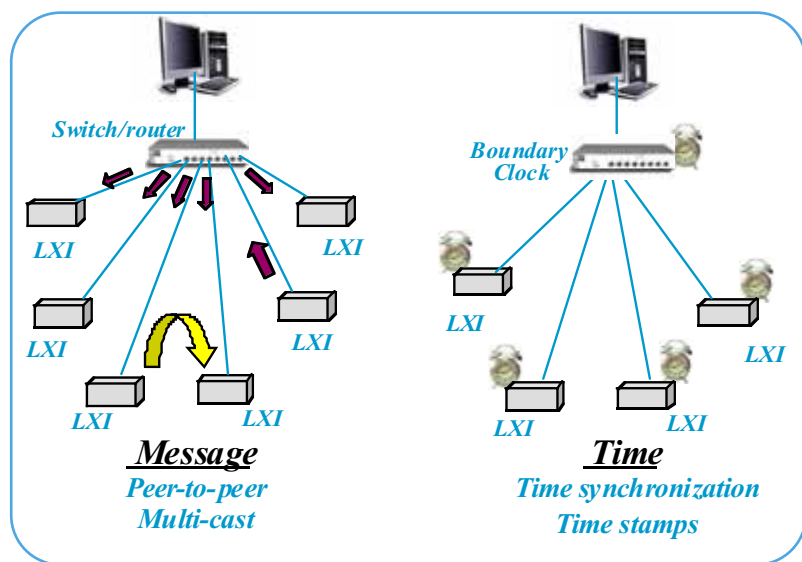 Switch/router
LXI
LXI
LXI
LXI
LXI
LXI
Message
Peer-to-peer
Multi-cast
Boundary
Clock
LXI
LXI
LXI
LXI
Time
Time synchronization
Time stamps